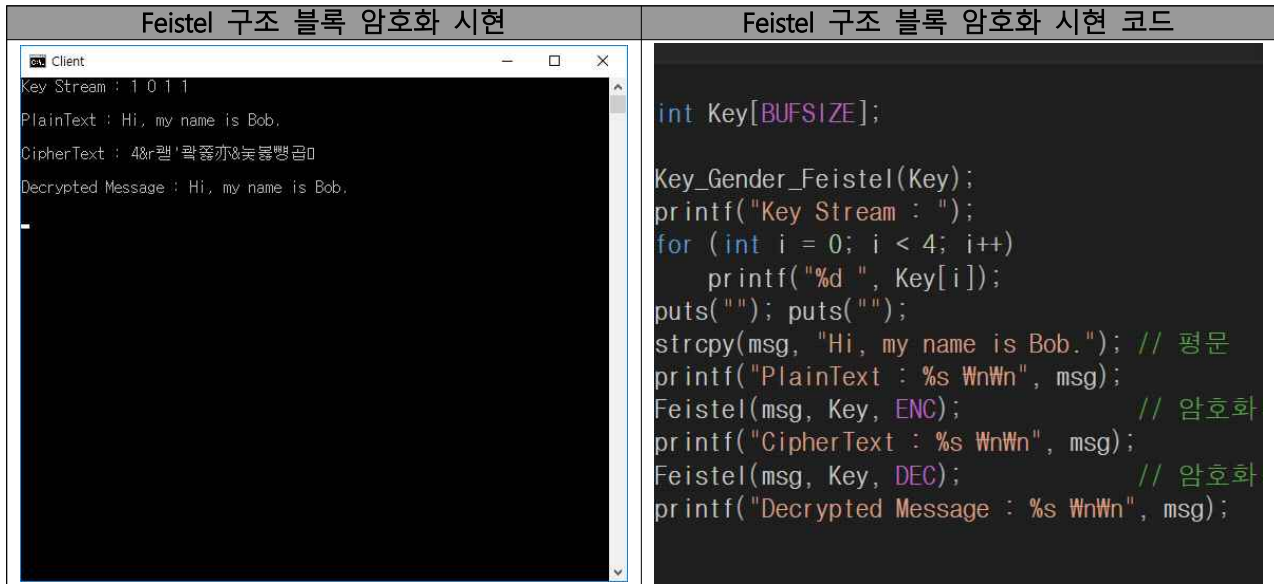 Feistel 구조 블록 암호화 시현
Feistel 구조 블록 암호화 시현 코드
Client
Key Stream : 1 0 1 1
PlainText : Hi, my name is Bob.
CipherText : 4&r
Decrypted Message : Hi, my name is Bob.
int Key[BUFSIZE];
Key_Gender_Feistel(Key);
printf("Key Stream : ");
for (int i = 0; i < 4; i++)
printf("%d ", Key[i]);
puts(""); puts("");
strcpy(msg, "Hi, my name is Bob."); // 평문
printf("PlainText : %s ₩n₩n", msg);
Feistel(msg, Key, ENC); // 암호화
printf("CipherText : %s ₩n₩n", msg);
Feistel(msg, Key, DEC); // 암호화
printf("Decrypted Message : %s ₩n₩n", msg);